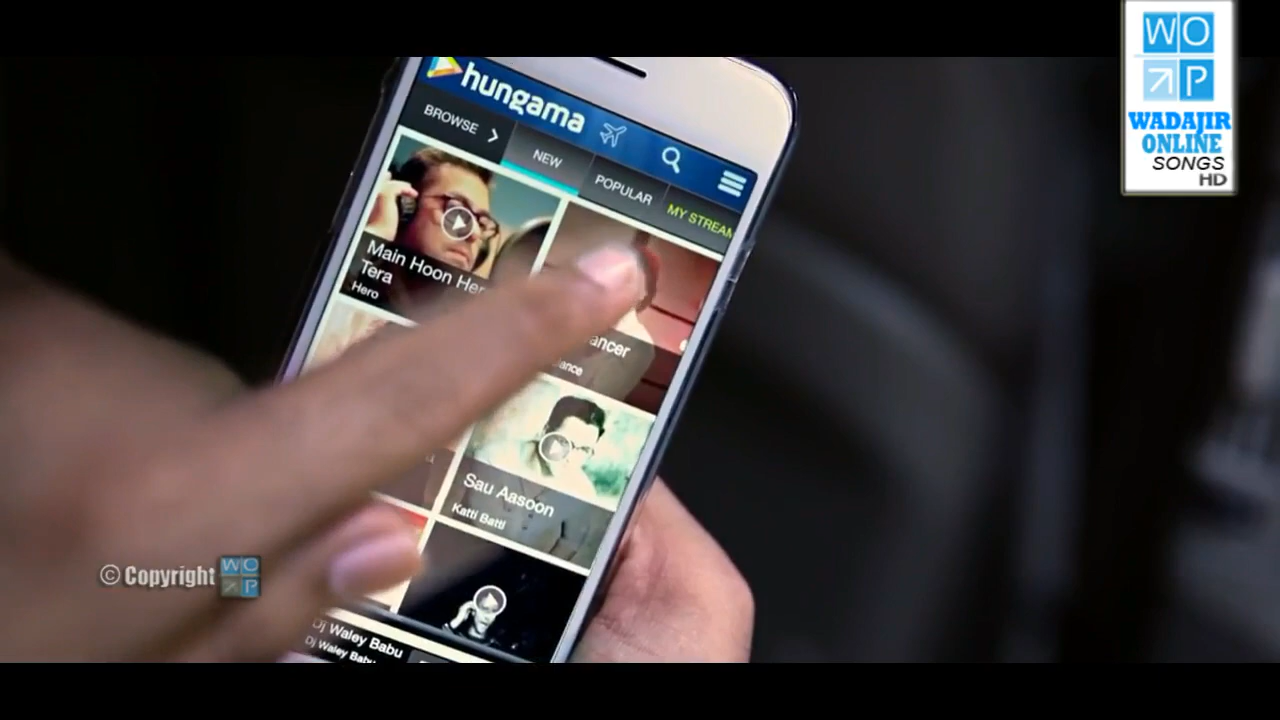 WO
P
WADAJIR
ONLINE
SONGS
HD
hungama
BROWSE
NEW
POPULAR
MY STREAM
Main Hoon Hero
Tera
Hero
Sau Aasoon
Katti Batti
Dj Waley Babu
Dj Waley Babu
© Copyright WO
P